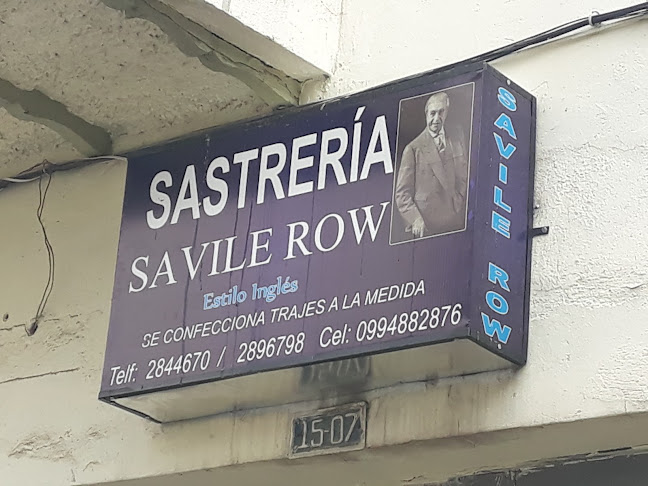 SASTRERÍA
SAVILE ROW
Estilo Inglés
SE CONFECCIONA TRAJES A LA MEDIDA
Telf: 2844670 / 2896798 Cel: 0994882876
SAVILE ROW
15-07